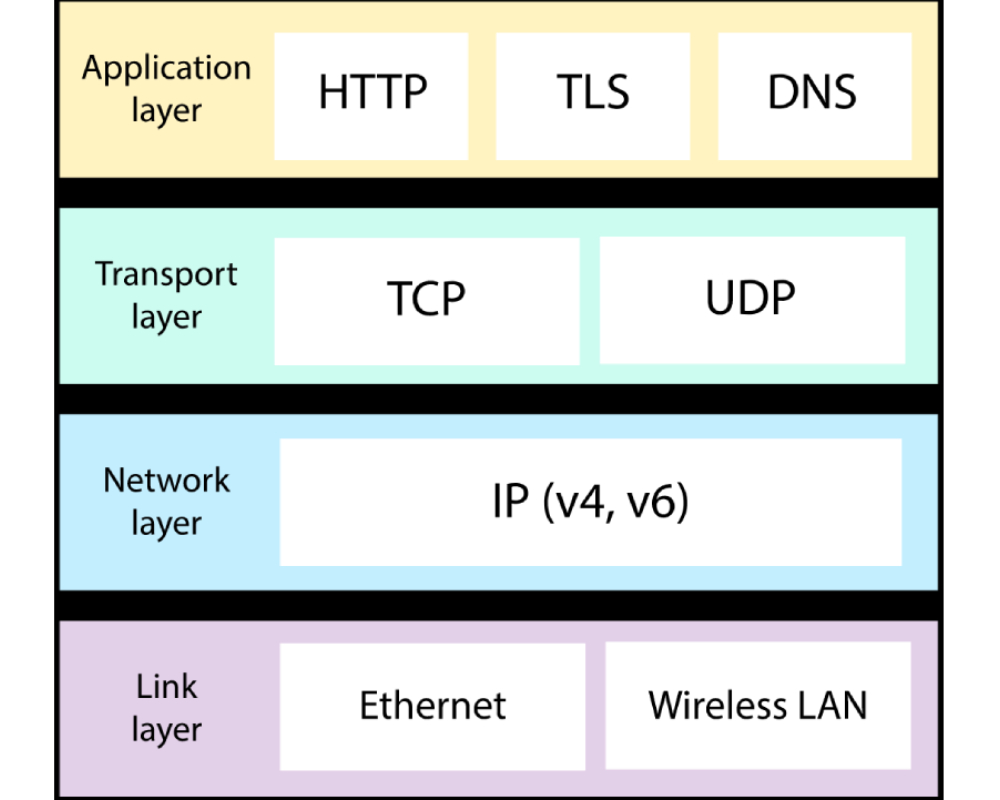 Application
layer
HTTP
TLS
DNS
Transport
layer
TCP
UDP
Network
layer
IP (v4, v6)
Link
layer
Ethernet
Wireless LAN